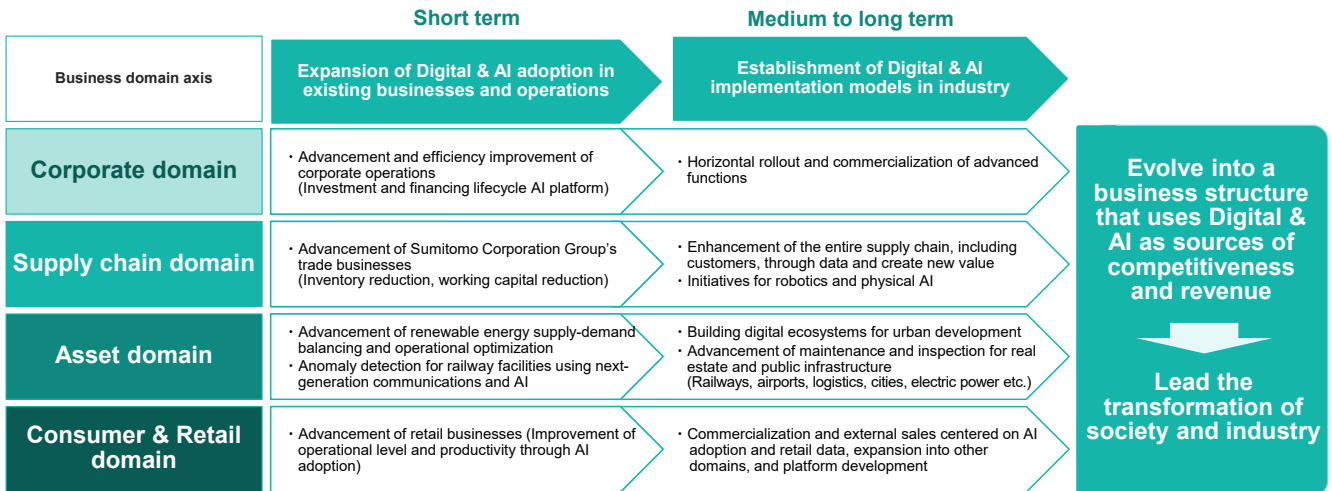 Short term
Medium to long term
Business domain axis
Expansion of Digital & AI adoption in
existing businesses and operations
Establishment of Digital & AI
implementation models in industry
Corporate domain
・Advancement and efficiency improvement of
corporate operations
(Investment and financing lifecycle AI platform)
・Horizontal rollout and commercialization of advanced
functions
Supply chain domain
・Advancement of Sumitomo Corporation Group's
trade businesses
(Inventory reduction, working capital reduction)
・Enhancement of the entire supply chain, including
customers, through data and create new value
・Initiatives for robotics and physical AI
Asset domain
・Advancement of renewable energy supply-demand
balancing and operational optimization
・Anomaly detection for railway facilities using next-
generation communications and AI
・Building digital ecosystems for urban development
・Advancement of maintenance and inspection for real
estate and public infrastructure
(Railways, airports, logistics, cities, electric power etc.)
Consumer & Retail
domain
・Advancement of retail businesses (Improvement of
operational level and productivity through AI
adoption)
・Commercialization and external sales centered on AI
adoption and retail data, expansion into other
domains, and platform development
Evolve into a
business structure
that uses Digital &
AI as sources of
competitiveness
and revenue
Lead the
transformation of
society and industry